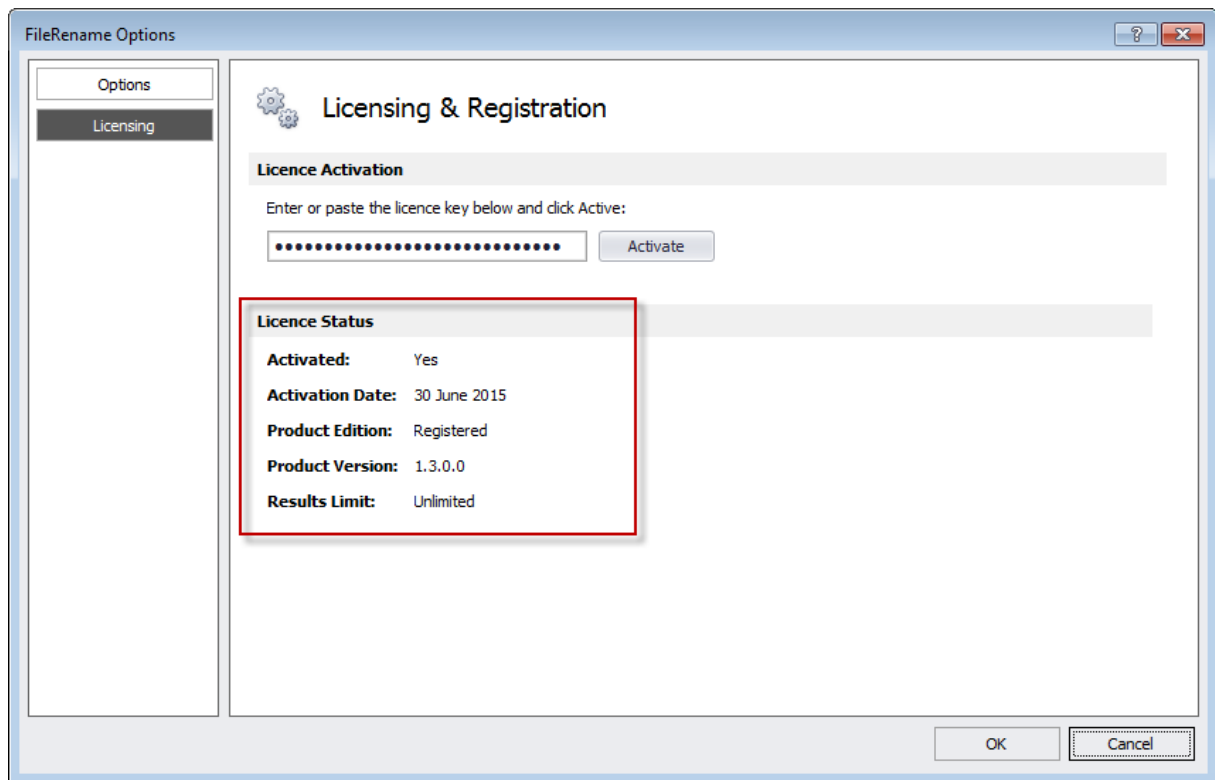 FileRename Options
Options
Licensing
Licensing & Registration
Licence Activation
Enter or paste the licence key below and click Active:
•••••••••••••••••••••••••••••
Activate
Licence Status
Activated: Yes
Activation Date: 30 June 2015
Product Edition: Registered
Product Version: 1.3.0.0
Results Limit: Unlimited
OK
Cancel